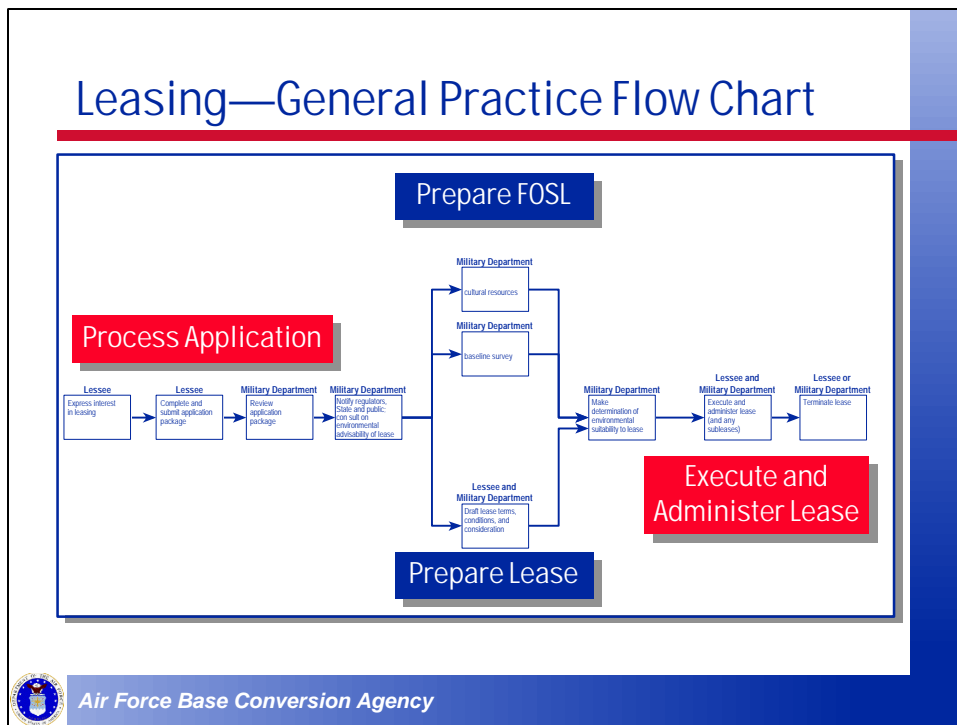 Leasing—General Practice Flow Chart
Prepare FOSL
Military Department
cultural resources
Military Department
baseline survey
Process Application
Lessee
Express interest
in leasing
Lessee
Complete and
submit application
package
Military Department
Review
application
package
Military Department
Notify regulators,
State and public;
con sult on
environmental
advisability of lease
Lessee and
Military Department
Draft lease terms,
conditions, and
consideration
Prepare Lease
Military Department
Make
determination of
environmental
suitability to lease
Lessee and
Military Department
Execute and
administer lease
(and any
subleases)
Lessee or
Military Department
Terminate lease
Execute and
Administer Lease
Air Force Base Conversion Agency